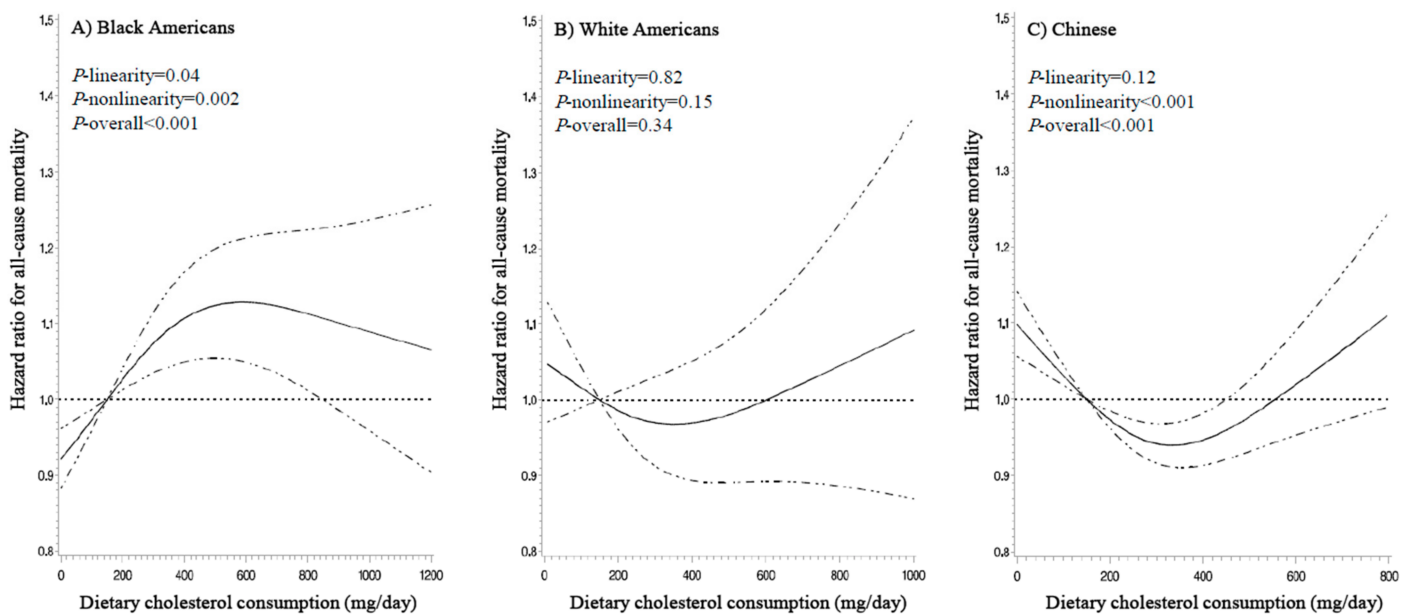 A) Black Americans
P-linearity=0.04
P-nonlinearity=0.002
P-overall<0.001
Hazard ratio for all-cause mortality
1,5
1,4
1,3
1,2
1,1
1,0
0,9
0,8
0
200
400
600
800
1000
1200
Dietary cholesterol consumption (mg/day)
B) White Americans
P-linearity=0.82
P-nonlinearity=0.15
P-overall=0.34
Hazard ratio for all-cause mortality
1,5
1,4
1,3
1,2
1,1
1,0
0,9
0,8
0
200
400
600
800
1000
Dietary cholesterol consumption (mg/day)
C) Chinese
P-linearity=0.12
P-nonlinearity<0.001
P-overall<0.001
Hazard ratio for all-cause mortality
1,5
1,4
1,3
1,2
1,1
1,0
0,9
0,8
0
200
400
600
800
Dietary cholesterol consumption (mg/day)